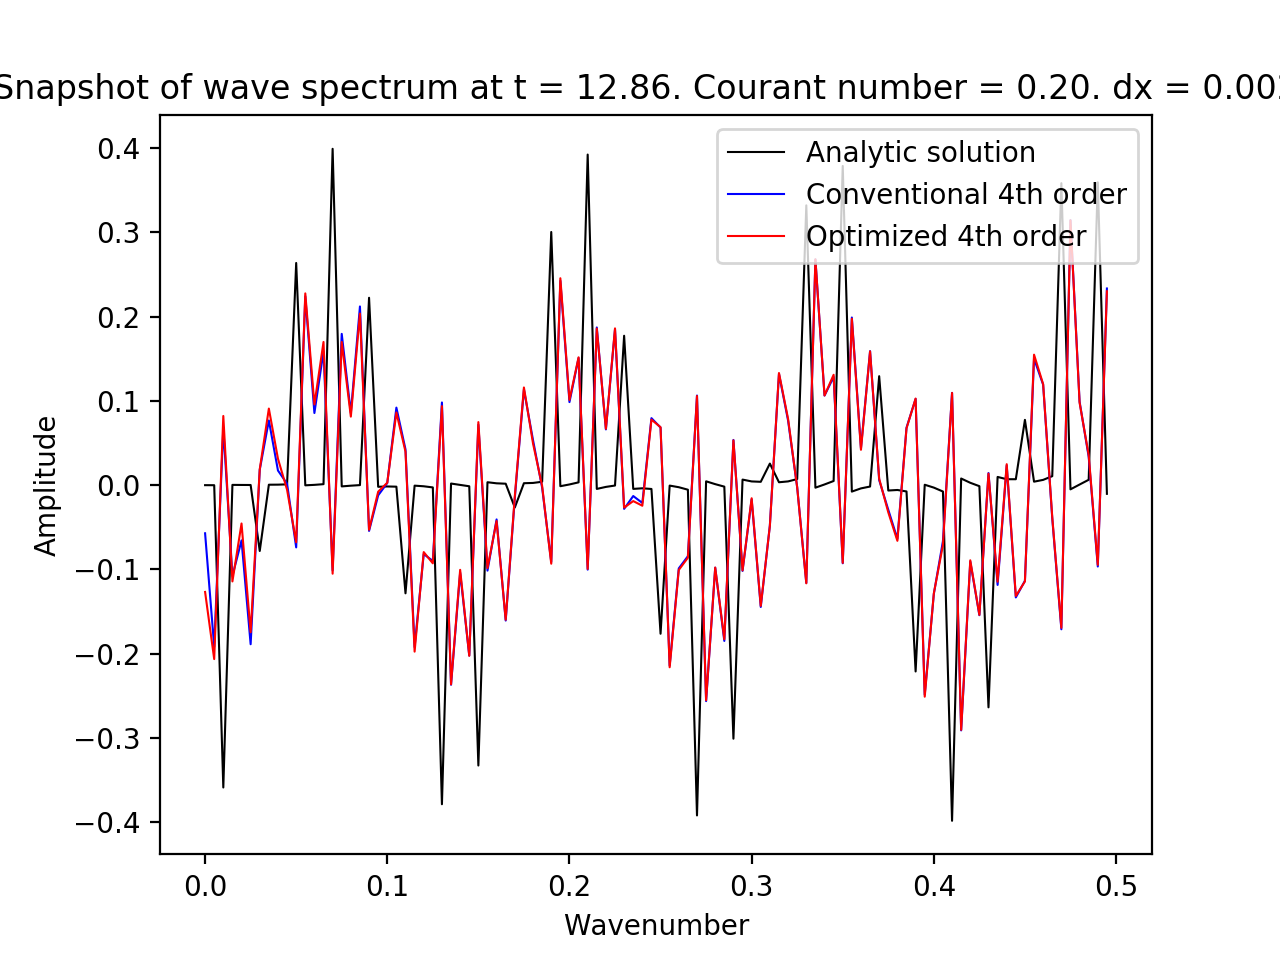 Snapshot of wave spectrum at t = 12.86. Courant number = 0.20. dx = 0.002
Analytic solution
Conventional 4th order
Optimized 4th order
0.4
0.3
0.2
0.1
0.0
−0.1
−0.2
−0.3
−0.4
Amplitude
0.0 0.1 0.2 0.3 0.4 0.5
Wavenumber